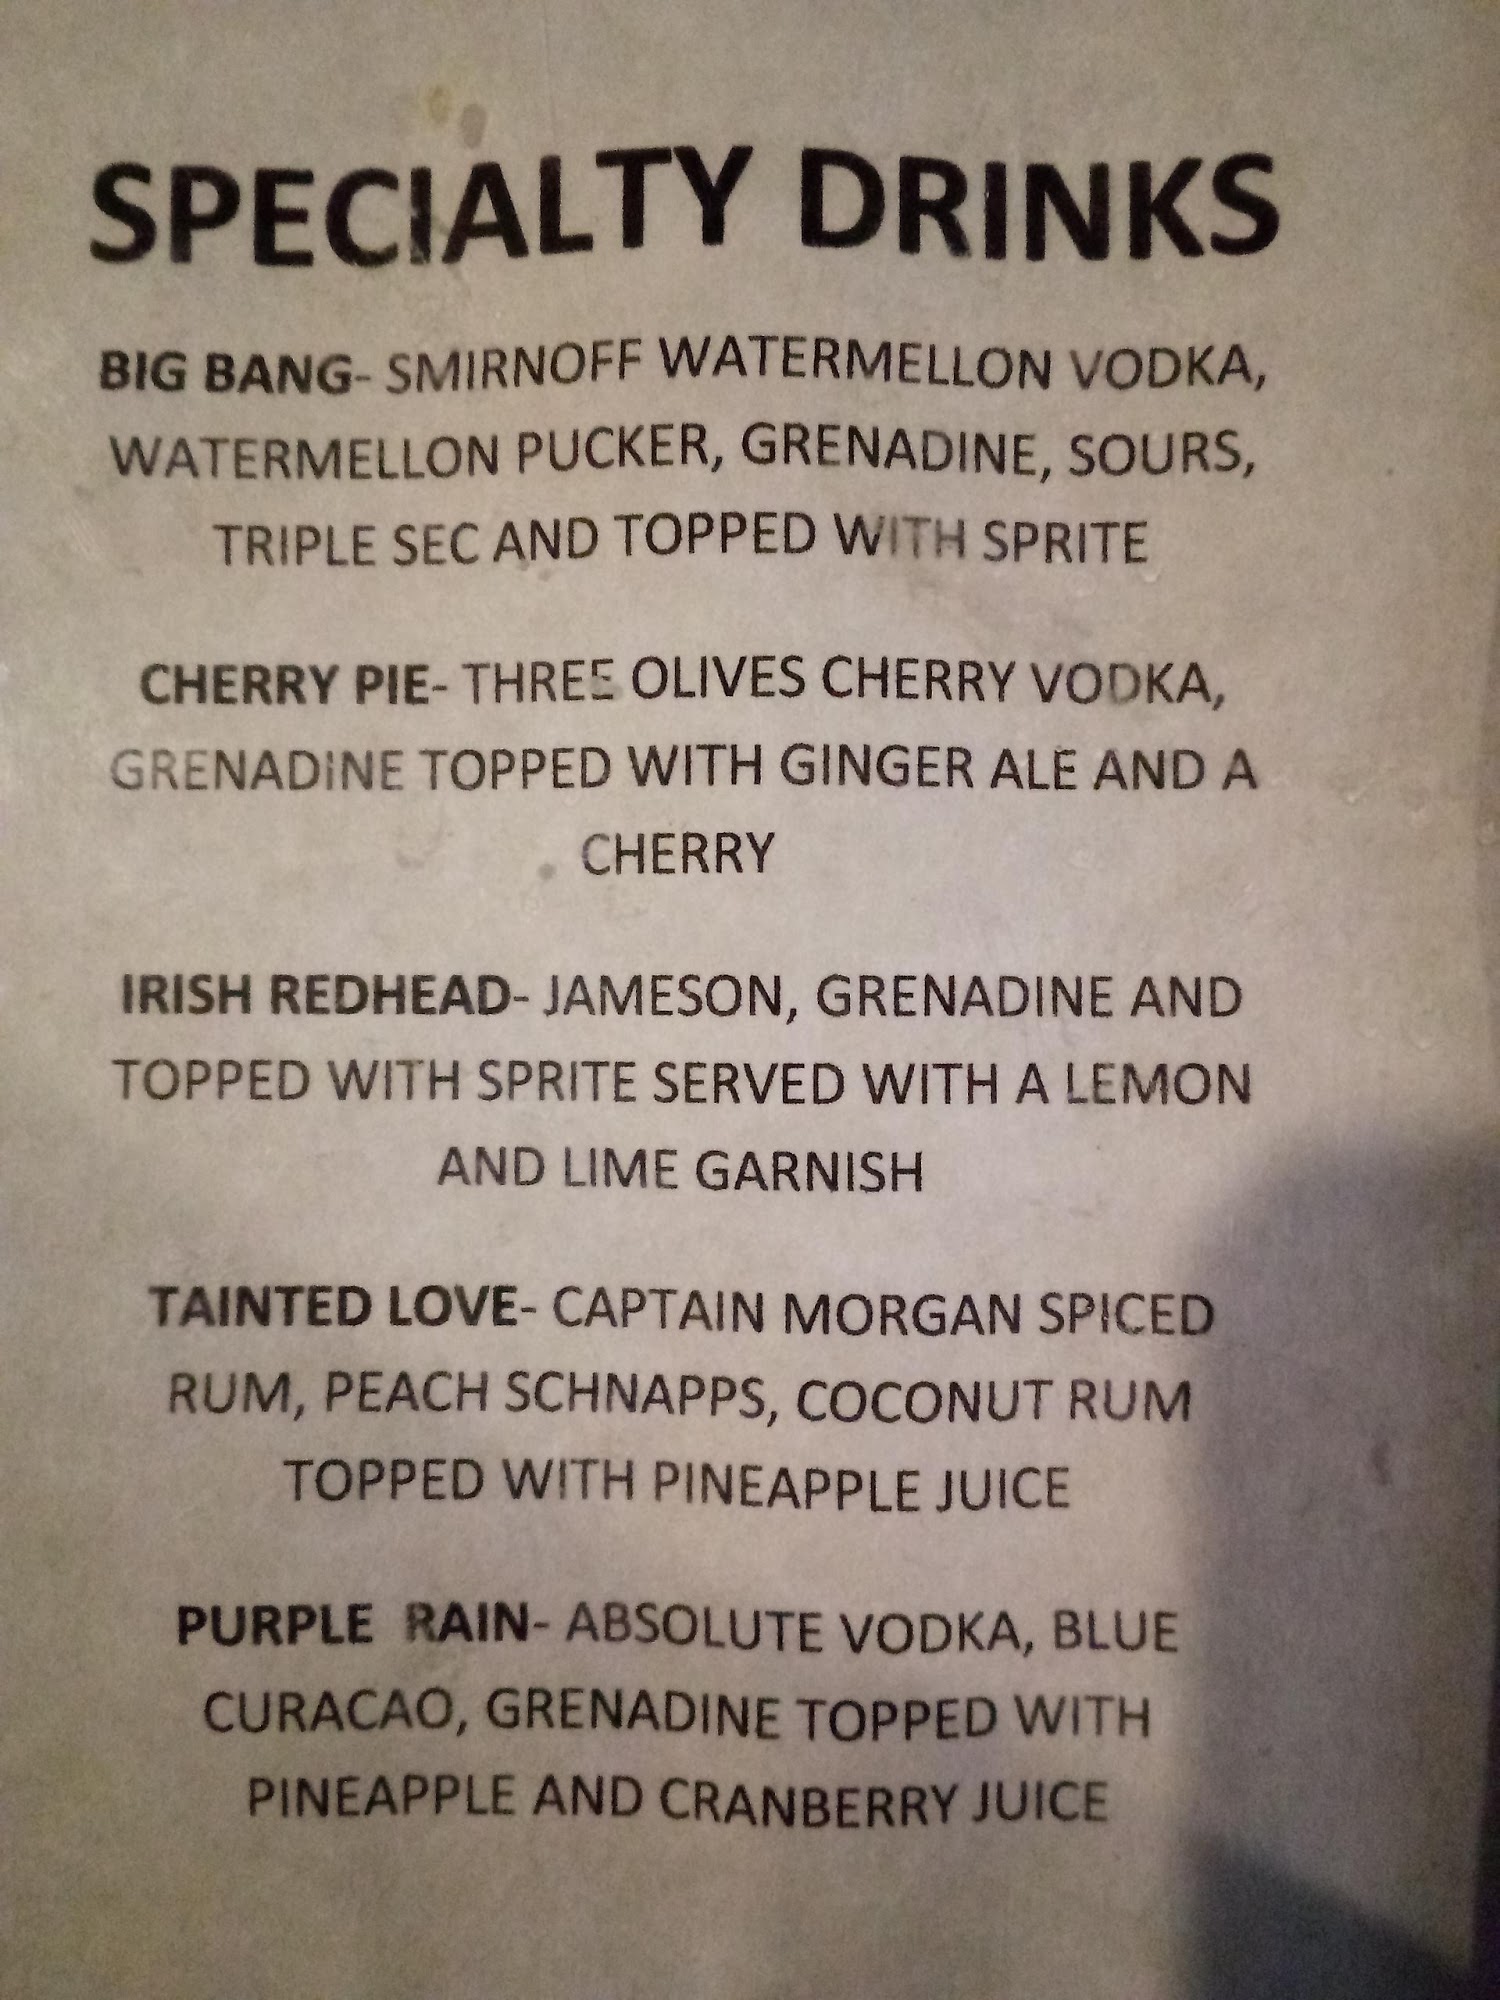 SPECIALTY DRINKS
BIG BANG- SMIRNOFF WATERMELLON VODKA,
WATERMELLON PUCKER, GRENADINE, SOURS,
TRIPLE SEC AND TOPPED WITH SPRITE
CHERRY PIE- THREE OLIVES CHERRY VODKA,
GRENADINE TOPPED WITH GINGER ALE AND A
CHERRY
IRISH REDHEAD- JAMESON, GRENADINE AND
TOPPED WITH SPRITE SERVED WITH A LEMON
AND LIME GARNISH
TAINTED LOVE- CAPTAIN MORGAN SPICED
RUM, PEACH SCHNAPPS, COCONUT RUM
TOPPED WITH PINEAPPLE JUICE
PURPLE RAIN- ABSOLUTE VODKA, BLUE
CURACAO, GRENADINE TOPPED WITH
PINEAPPLE AND CRANBERRY JUICE